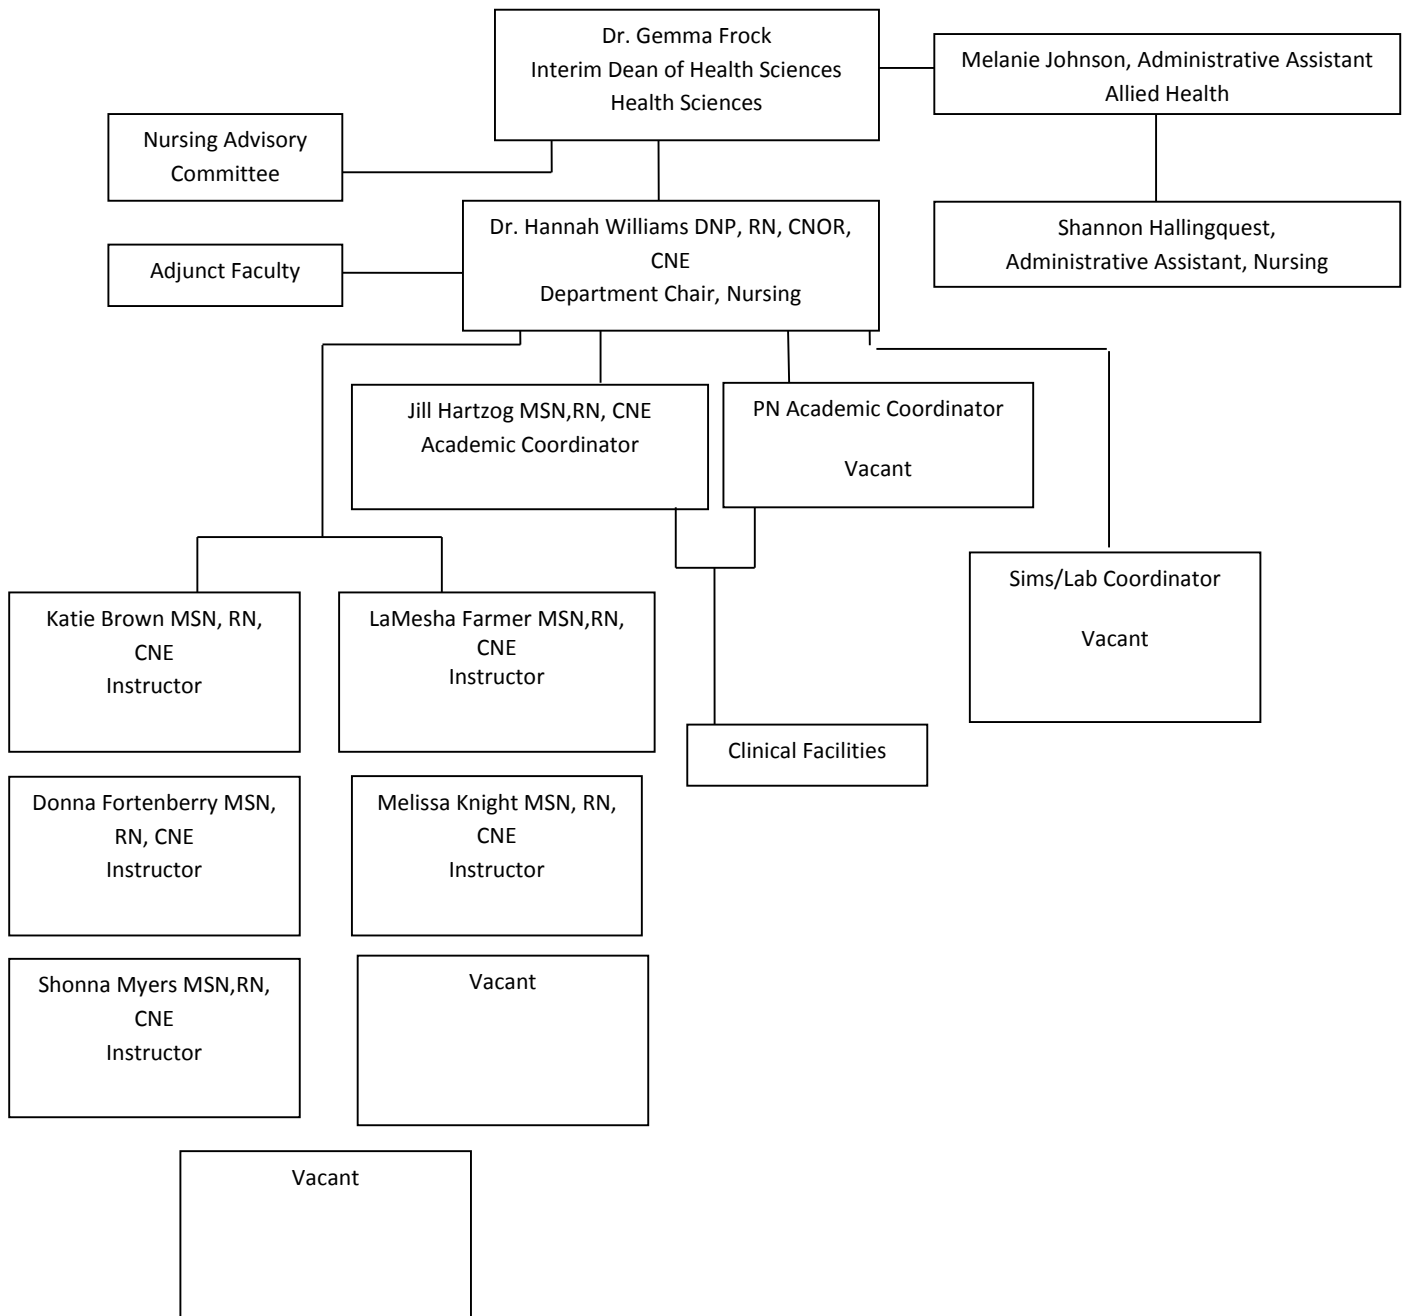 Dr. Gemma Frock
Interim Dean of Health Sciences
Health Sciences
Melanie Johnson, Administrative Assistant
Allied Health
Nursing Advisory
Committee
Dr. Hannah Williams DNP, RN, CNOR,
CNE
Department Chair, Nursing
Shannon Hallingquest,
Administrative Assistant, Nursing
Adjunct Faculty
Jill Hartzog MSN,RN, CNE
Academic Coordinator
PN Academic Coordinator
Vacant
Sims/Lab Coordinator
Vacant
Katie Brown MSN, RN,
CNE
Instructor
LaMesha Farmer MSN,RN,
CNE
Instructor
Clinical Facilities
Donna Fortenberry MSN,
RN, CNE
Instructor
Melissa Knight MSN, RN,
CNE
Instructor
Shonna Myers MSN,RN,
CNE
Instructor
Vacant
Vacant